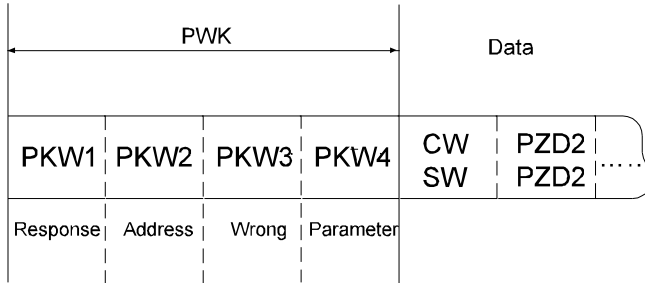 PWK
Data
PKW1 PKW2 PKW3 PKW4 CW PZD2 ......
SW PZD2
Response Address Wrong Parameter